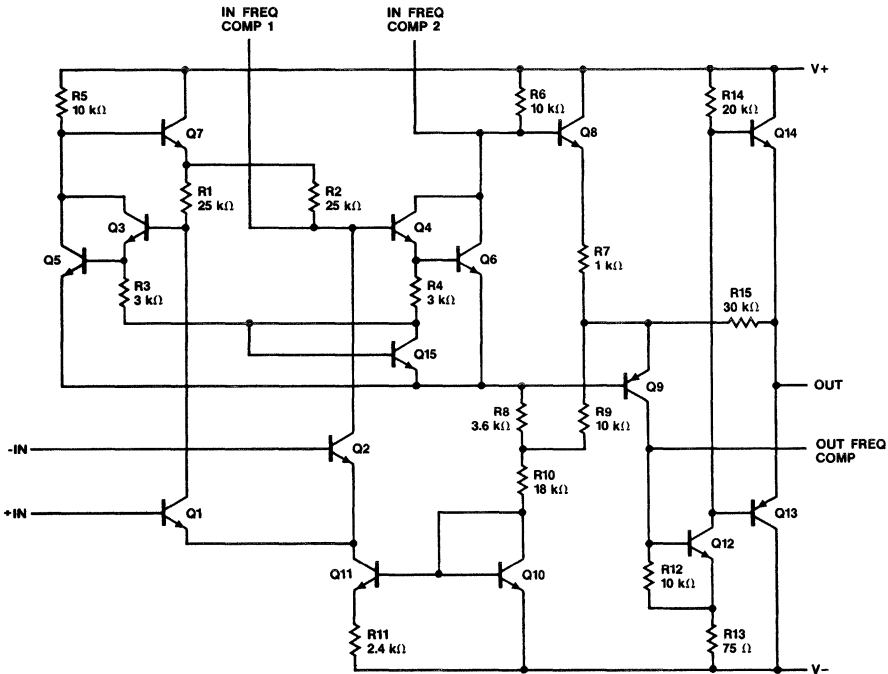 IN FREQ
COMP 1
IN FREQ
COMP 2
V+
R5
10 kΩ
Q7
R6
10 kΩ
Q8
R14
20 kΩ
Q14
R1
25 kΩ
R2
25 kΩ
Q3
Q4
Q5
Q6
R7
1 kΩ
R3
3 kΩ
R4
3 kΩ
R15
30 kΩ
Q15
Q9
OUT
R8
3.6 kΩ
R9
10 kΩ
-IN
Q2
OUT FREQ
COMP
R10
18 kΩ
+IN
Q1
Q13
Q12
Q11
Q10
R12
10 kΩ
R11
2.4 kΩ
R13
75 Ω
V−